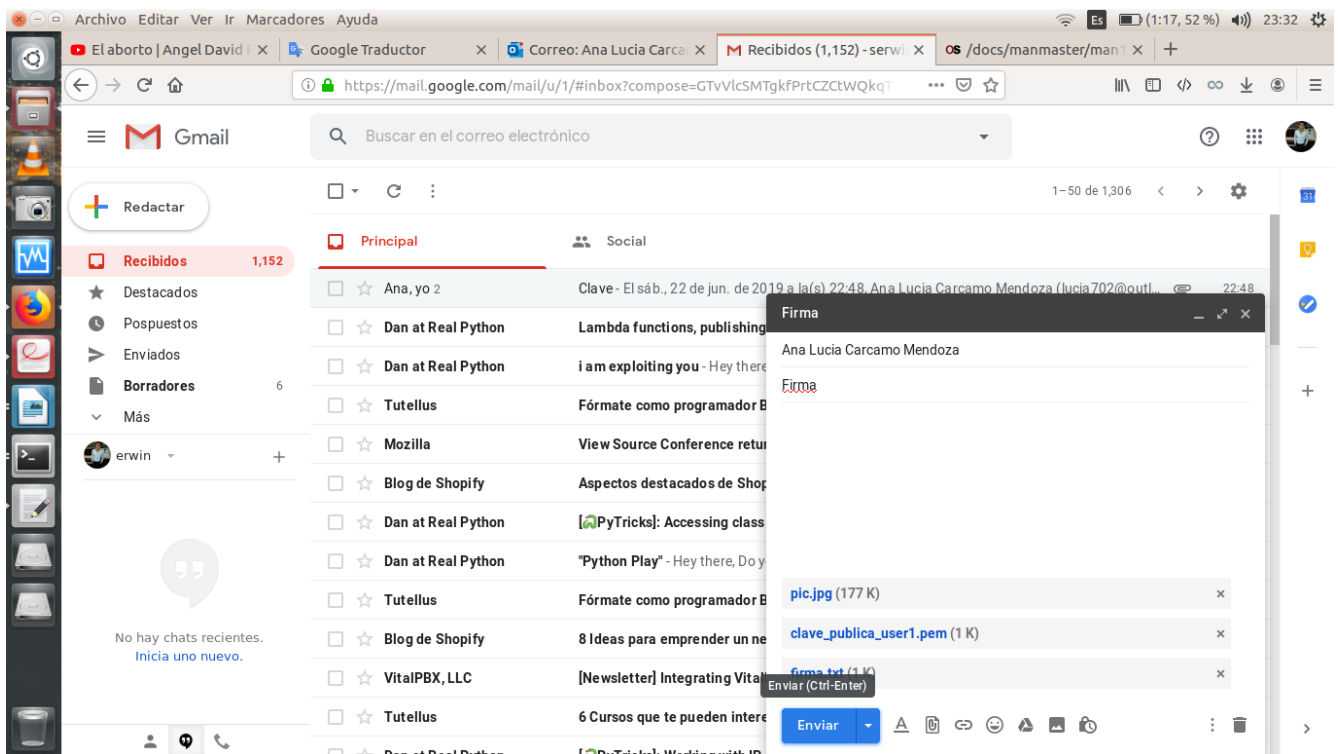 Archivo Editar Ver Ir Marcadores Ayuda
Es (1:17, 52 %) 23:32
El aborto | Angel David
Google Traductor
Correo: Ana Lucia Carca
Recibidos (1,152) - serwi
OS /docs/manmaster/man1
https://mail.google.com/mail/u/1/#inbox?compose=GTvVlcSMTgkfPrtCZCtWQkqT
Gmail
Buscar en el correo electrónico
Redactar
1–50 de 1,306
31
Principal
Social
Recibidos 1,152
Destacados
Pospuestos
Enviados
Borradores 6
Más
erwin
No hay chats recientes.
Inicia uno nuevo.
Ana, yo 2 Clave - El sáb., 22 de jun. de 2019 a la(s) 22:48, Ana Lucia Carcamo Mendoza (lucia702@outl... 22:48
Dan at Real Python Lambda functions, publishing
Dan at Real Python i am exploiting you - Hey there
Tutellus Fórmate como programador B
Mozilla View Source Conference retur
Blog de Shopify Aspectos destacados de Shop
Dan at Real Python [PyTricks]: Accessing class
Dan at Real Python "Python Play" - Hey there, Do y
Tutellus Fórmate como programador B
Blog de Shopify 8 Ideas para emprender un ne
VitalPBX, LLC [Newsletter] Integrating Vital
Tutellus 6 Cursos que te pueden intere
Firma
Ana Lucia Carcamo Mendoza
Firma
pic.jpg (177 K)
clave_publica_user1.pem (1 K)
firma.txt (1 K)
Enviar (Ctrl-Enter)
Enviar